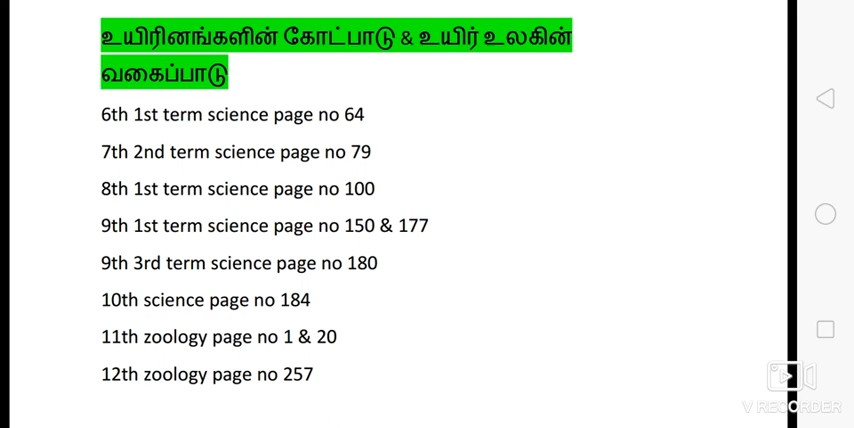 உயிரினங்களின் கோட்பாடு & உயிர் உலகின்
வகைப்பாடு
6th 1st term science page no 64
7th 2nd term science page no 79
8th 1st term science page no 100
9th 1st term science page no 150 & 177
9th 3rd term science page no 180
10th science page no 184
11th zoology page no 1 & 20
12th zoology page no 257
V RECORDER